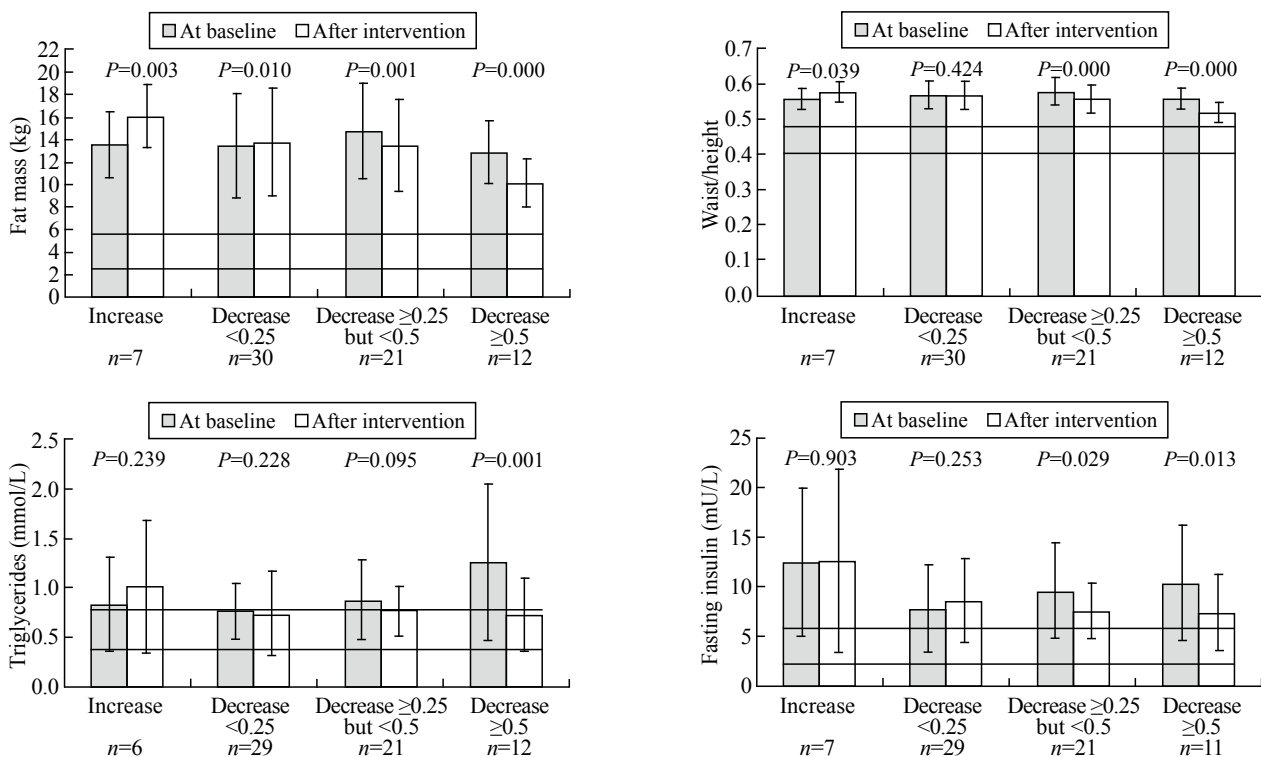 At baseline After intervention
Fat mass (kg)
22
20
18
16
14
12
10
8
6
4
2
0
P=0.003 P=0.010 P=0.001 P=0.000
Increase Decrease Decrease ≥0.25 Decrease
<0.25 but <0.5 ≥0.5
n=7 n=30 n=21 n=12
At baseline After intervention
Waist/height
0.7
0.6
0.5
0.4
0.3
0.2
0.1
0.0
P=0.039 P=0.424 P=0.000 P=0.000
Increase Decrease Decrease ≥0.25 Decrease
<0.25 but <0.5 ≥0.5
n=7 n=30 n=21 n=12
At baseline After intervention
Triglycerides (mmol/L)
2.5
2.0
1.5
1.0
0.5
0.0
P=0.239 P=0.228 P=0.095 P=0.001
Increase Decrease Decrease ≥0.25 Decrease
<0.25 but <0.5 ≥0.5
n=6 n=29 n=21 n=12
At baseline After intervention
Fasting insulin (mU/L)
25
20
15
10
5
0
P=0.903 P=0.253 P=0.029 P=0.013
Increase Decrease Decrease ≥0.25 Decrease
<0.25 but <0.5 ≥0.5
n=7 n=29 n=21 n=11